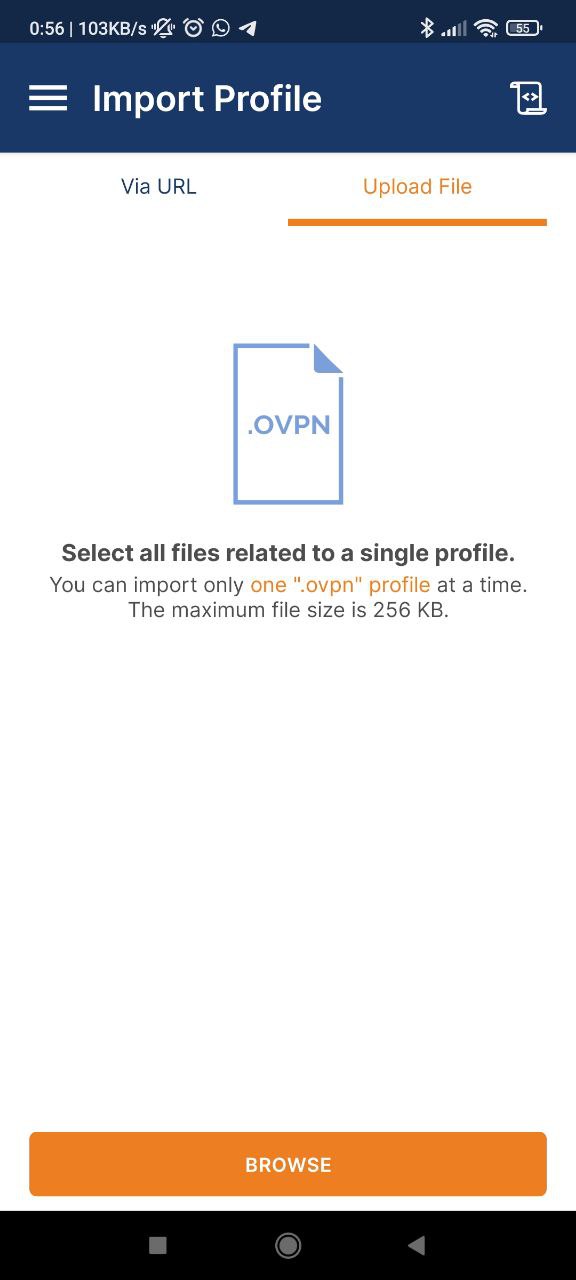 0:56 | 103KB/s 55
Import Profile
Via URL
Upload File
.OVPN
Select all files related to a single profile.
You can import only one ".ovpn" profile at a time.
The maximum file size is 256 KB.
BROWSE